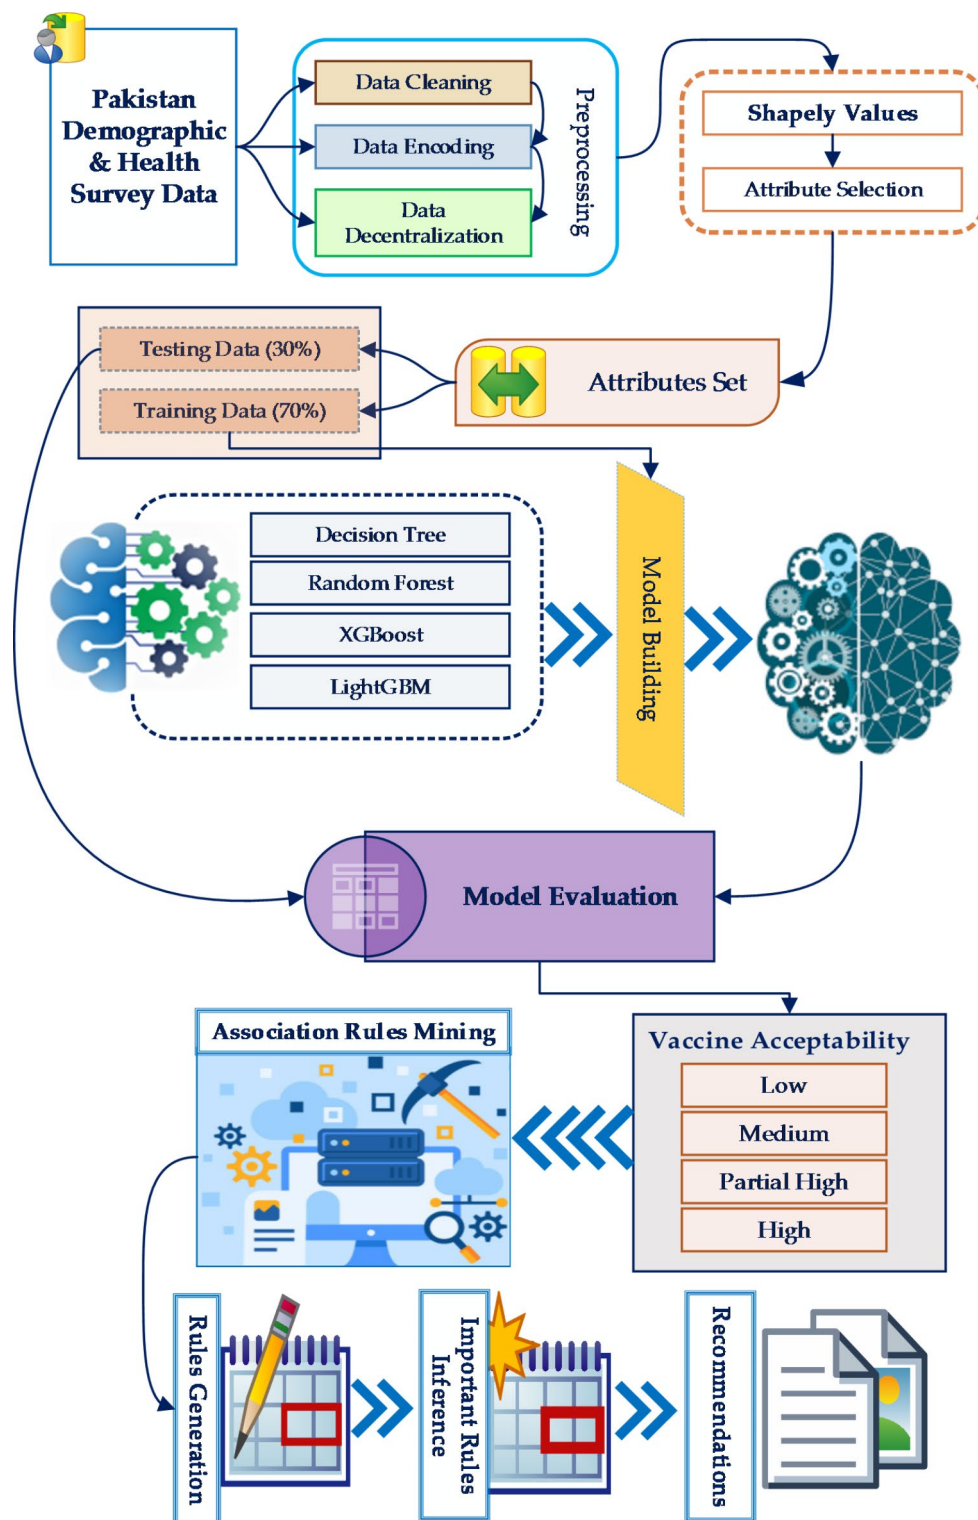 Pakistan
Demographic
& Health
Survey Data
Data Cleaning
Data Encoding
Data
Decentralization
Preprocessing
Shapely Values
Attribute Selection
Testing Data (30%)
Training Data (70%)
Attributes Set
Decision Tree
Random Forest
XGBoost
LightGBM
Model Building
Model Evaluation
Association Rules Mining
Vaccine Acceptability
Low
Medium
Partial High
High
Rules Generation
Important Rules
Inference
Recommendations